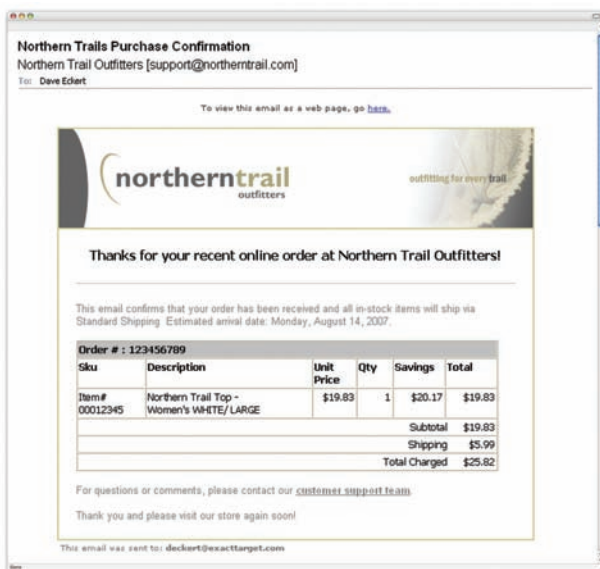 Northern Trails Purchase Confirmation
Northern Trail Outfitters [support@northerntrail.com]
To: Dave Eckert
To view this email as a web page, go here.
northerntrail
outfitters
outfitting for every trail
Thanks for your recent online order at Northern Trail Outfitters!
This email confirms that your order has been received and all in-stock items will ship via
Standard Shipping Estimated arrival date: Monday, August 14, 2007.
Order # : 123456789
Sku Description Unit Price Qty Savings Total
Item# 00012345 Northern Trail Top - Women's WHITE/ LARGE $19.83 1 $20.17 $19.83
Subtotal $19.83
Shipping $5.99
Total Charged $25.82
For questions or comments, please contact our customer support team.
Thank you and please visit our store again soon!
This email was sent to: deckert@exacttarget.com
Done